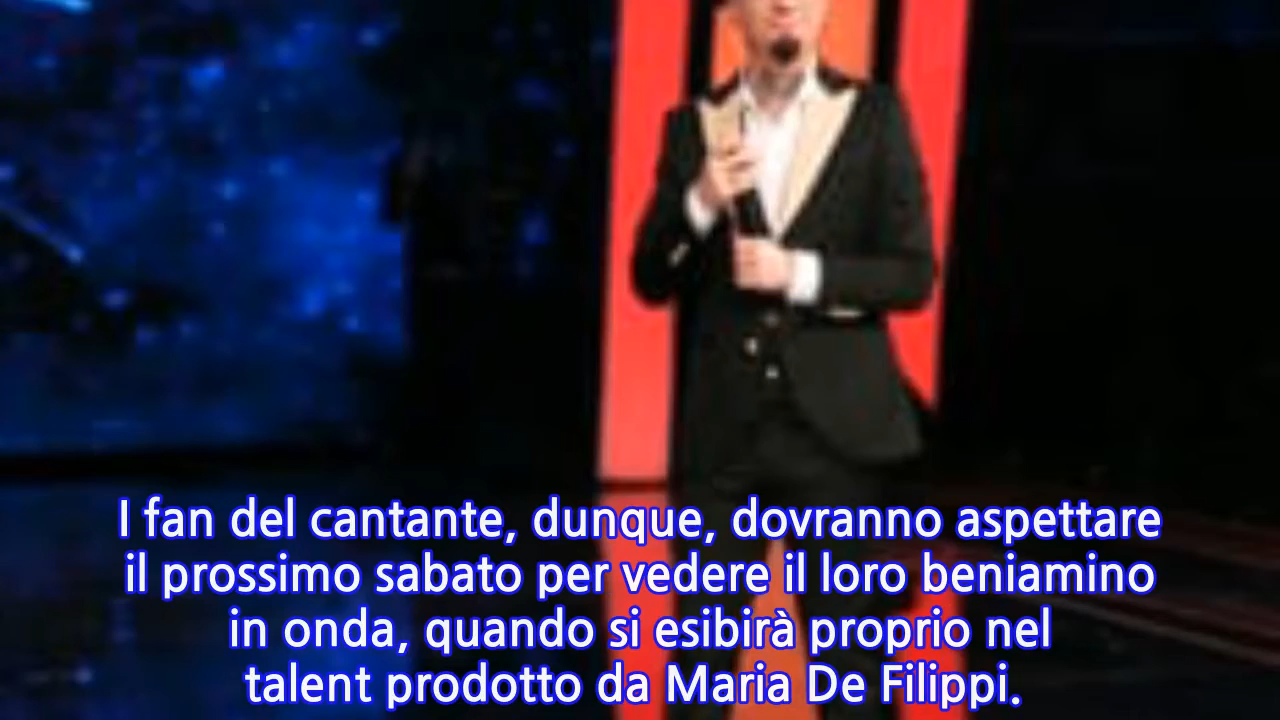 I fan del cantante, dunque, dovranno aspettare
il prossimo sabato per vedere il loro beniamino
in onda, quando si esibirà proprio nel
talent prodotto da Maria De Filippi.